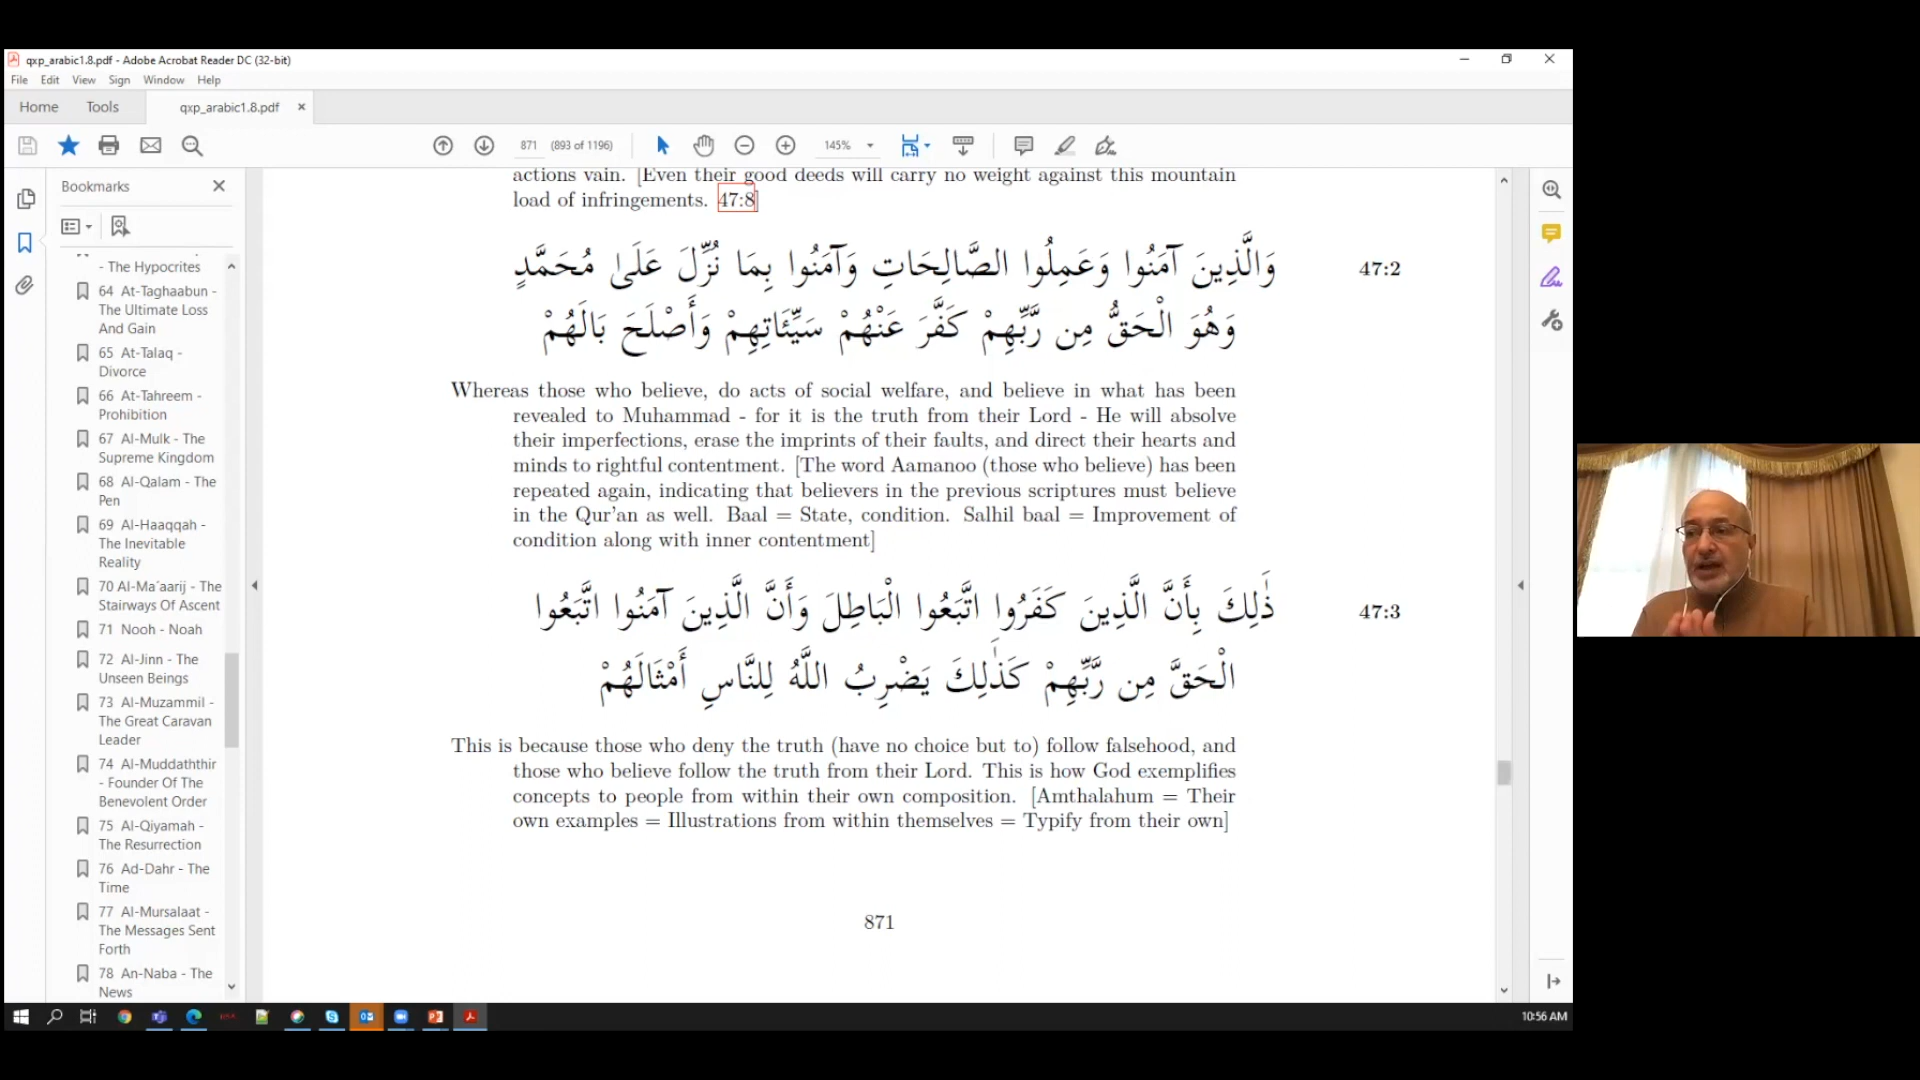 qxp_arabic1.8.pdf - Adobe Acrobat Reader DC (32-bit)
File Edit View Sign Window Help
Home Tools qxp_arabic1.8.pdf
871 (893 of 1196) 145%
Bookmarks
- The Hypocrites
64 At-Taghaabun -
The Ultimate Loss
And Gain
65 At-Talaq -
Divorce
66 At-Tahreem -
Prohibition
67 Al-Mulk - The
Supreme Kingdom
68 Al-Qalam - The
Pen
69 Al-Haaqqah -
The Inevitable
Reality
70 Al-Ma´aarij - The
Stairways Of Ascent
71 Nooh - Noah
72 Al-Jinn - The
Unseen Beings
73 Al-Muzammil -
The Great Caravan
Leader
74 Al-Muddaththir
- Founder Of The
Benevolent Order
75 Al-Qiyamah -
The Resurrection
76 Ad-Dahr - The
Time
77 Al-Mursalaat -
The Messages Sent
Forth
78 An-Naba - The
News
actions vain. [Even their good deeds will carry no weight against this mountain
load of infringements. 47:8]
وَالَّذِينَ آمَنُوا وَعَمِلُوا الصَّالِحَاتِ وَآمَنُوا بِمَا نُزِّلَ عَلَىٰ مُحَمَّدٍ 47:2
وَهُوَ الْحَقُّ مِن رَّبِّهِمْ كَفَّرَ عَنْهُمْ سَيِّئَاتِهِمْ وَأَصْلَحَ بَالَهُمْ
Whereas those who believe, do acts of social welfare, and believe in what has been
revealed to Muhammad - for it is the truth from their Lord - He will absolve
their imperfections, erase the imprints of their faults, and direct their hearts and
minds to rightful contentment. [The word Aamanoo (those who believe) has been
repeated again, indicating that believers in the previous scriptures must believe
in the Qur'an as well. Baal = State, condition. Salhil baal = Improvement of
condition along with inner contentment]
ذَٰلِكَ بِأَنَّ الَّذِينَ كَفَرُوا اتَّبَعُوا الْبَاطِلَ وَأَنَّ الَّذِينَ آمَنُوا اتَّبَعُوا 47:3
الْحَقَّ مِن رَّبِّهِمْ كَذَٰلِكَ يَضْرِبُ اللَّهُ لِلنَّاسِ أَمْثَالَهُمْ
This is because those who deny the truth (have no choice but to) follow falsehood, and
those who believe follow the truth from their Lord. This is how God exemplifies
concepts to people from within their own composition. [Amthalahum = Their
own examples = Illustrations from within themselves = Typify from their own]
871
10:56 AM